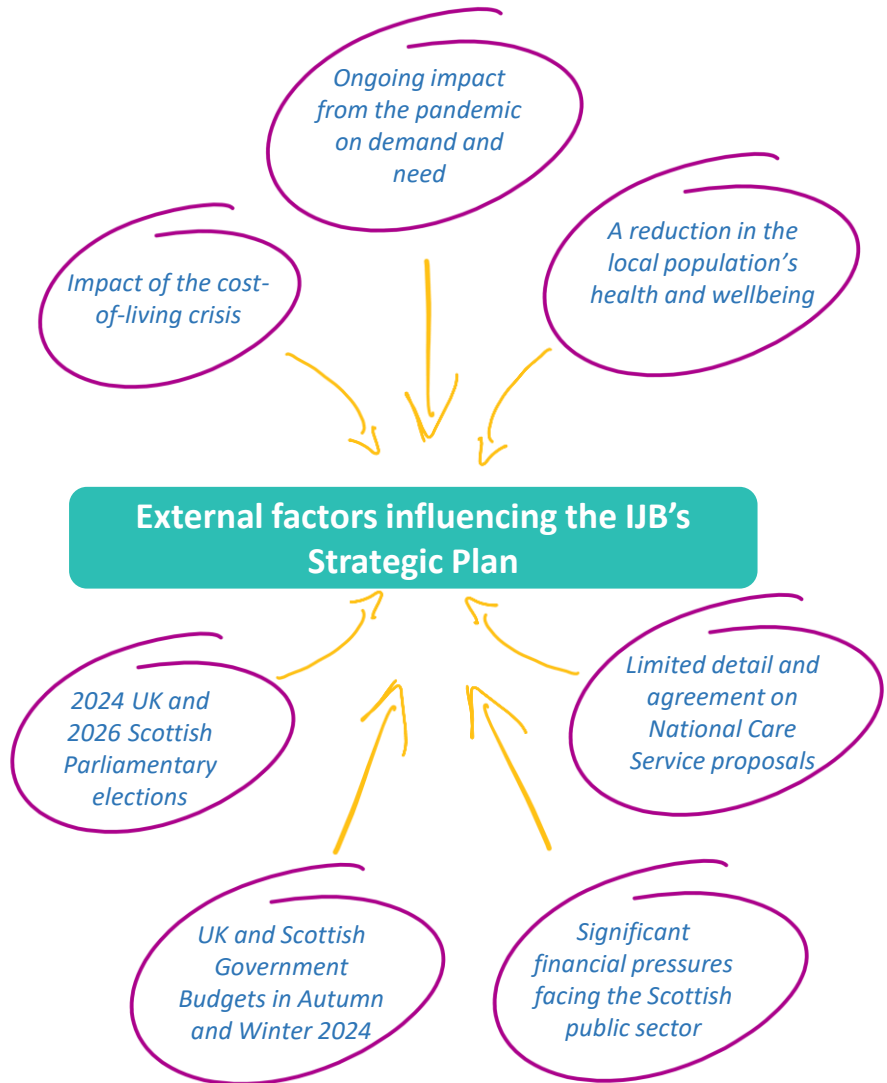 Ongoing impact
from the pandemic
on demand and
need
Impact of the cost-
of-living crisis
A reduction in the
local population's
health and wellbeing
External factors influencing the IJB's
Strategic Plan
2024 UK and
2026 Scottish
Parliamentary
elections
Limited detail and
agreement on
National Care
Service proposals
UK and Scottish
Government
Budgets in Autumn
and Winter 2024
Significant
financial pressures
facing the Scottish
public sector